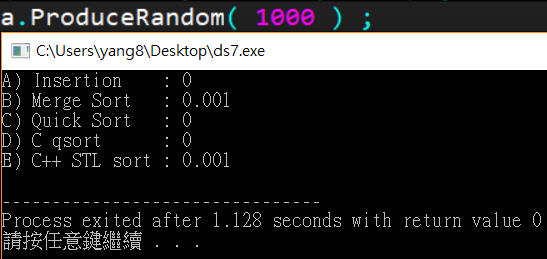 a.ProduceRandom( 1000 ) ;
C:\Users\yang8\Desktop\ds7.exe
A) Insertion    : 0
B) Merge Sort   : 0.001
C) Quick Sort   : 0
D) C qsort      : 0
E) C++ STL sort : 0.001
--------------------------------
Process exited after 1.128 seconds with return value 0
請按任意鍵繼續 . . .